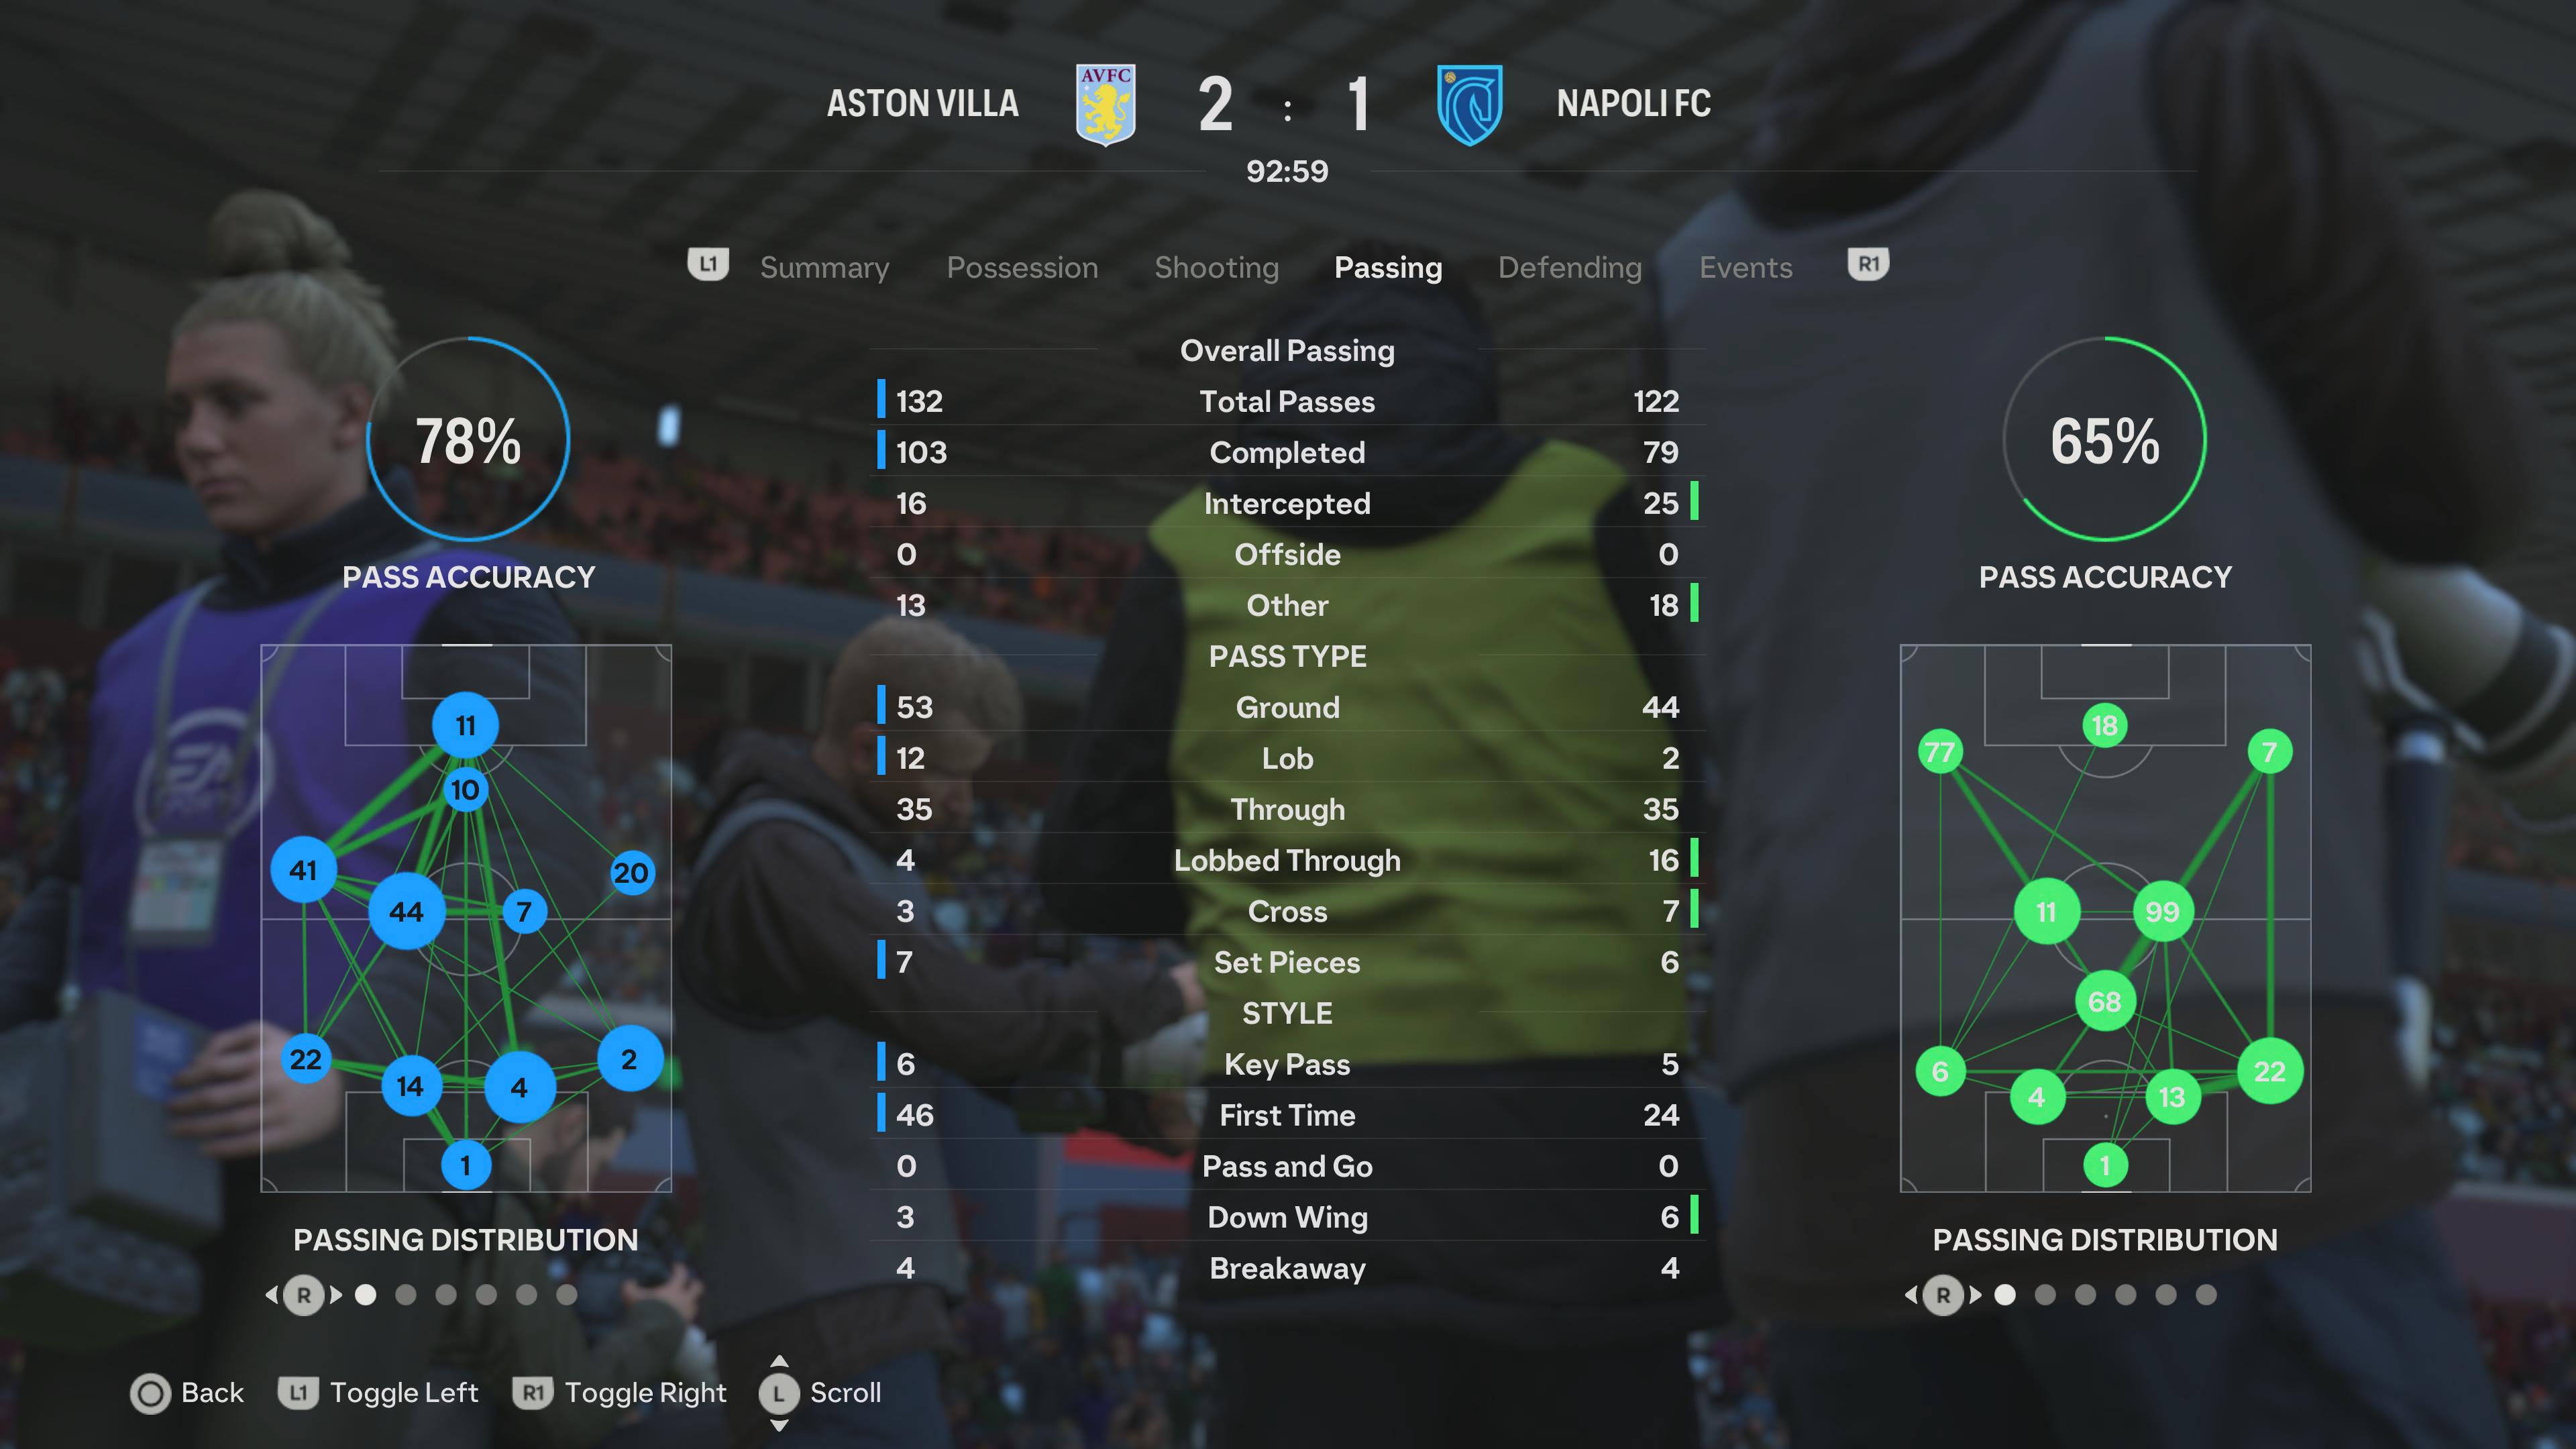 ASTON VILLA AVFC 2 : 1 NAPOLI FC
92:59
L1 Summary Possession Shooting Passing Defending Events R1
Overall Passing
132 Total Passes 122
103 Completed 79
16 Intercepted 25
0 Offside 0
13 Other 18
PASS TYPE
53 Ground 44
12 Lob 2
35 Through 35
4 Lobbed Through 16
3 Cross 7
7 Set Pieces 6
STYLE
6 Key Pass 5
46 First Time 24
0 Pass and Go 0
3 Down Wing 6
4 Breakaway 4
78%
PASS ACCURACY
11
10
41
20
44 7
22 2
14 4
1
PASSING DISTRIBUTION
R
65%
PASS ACCURACY
18
77 7
11 99
68
6 22
4 13
1
PASSING DISTRIBUTION
R
EA
Back L1 Toggle Left R1 Toggle Right L Scroll